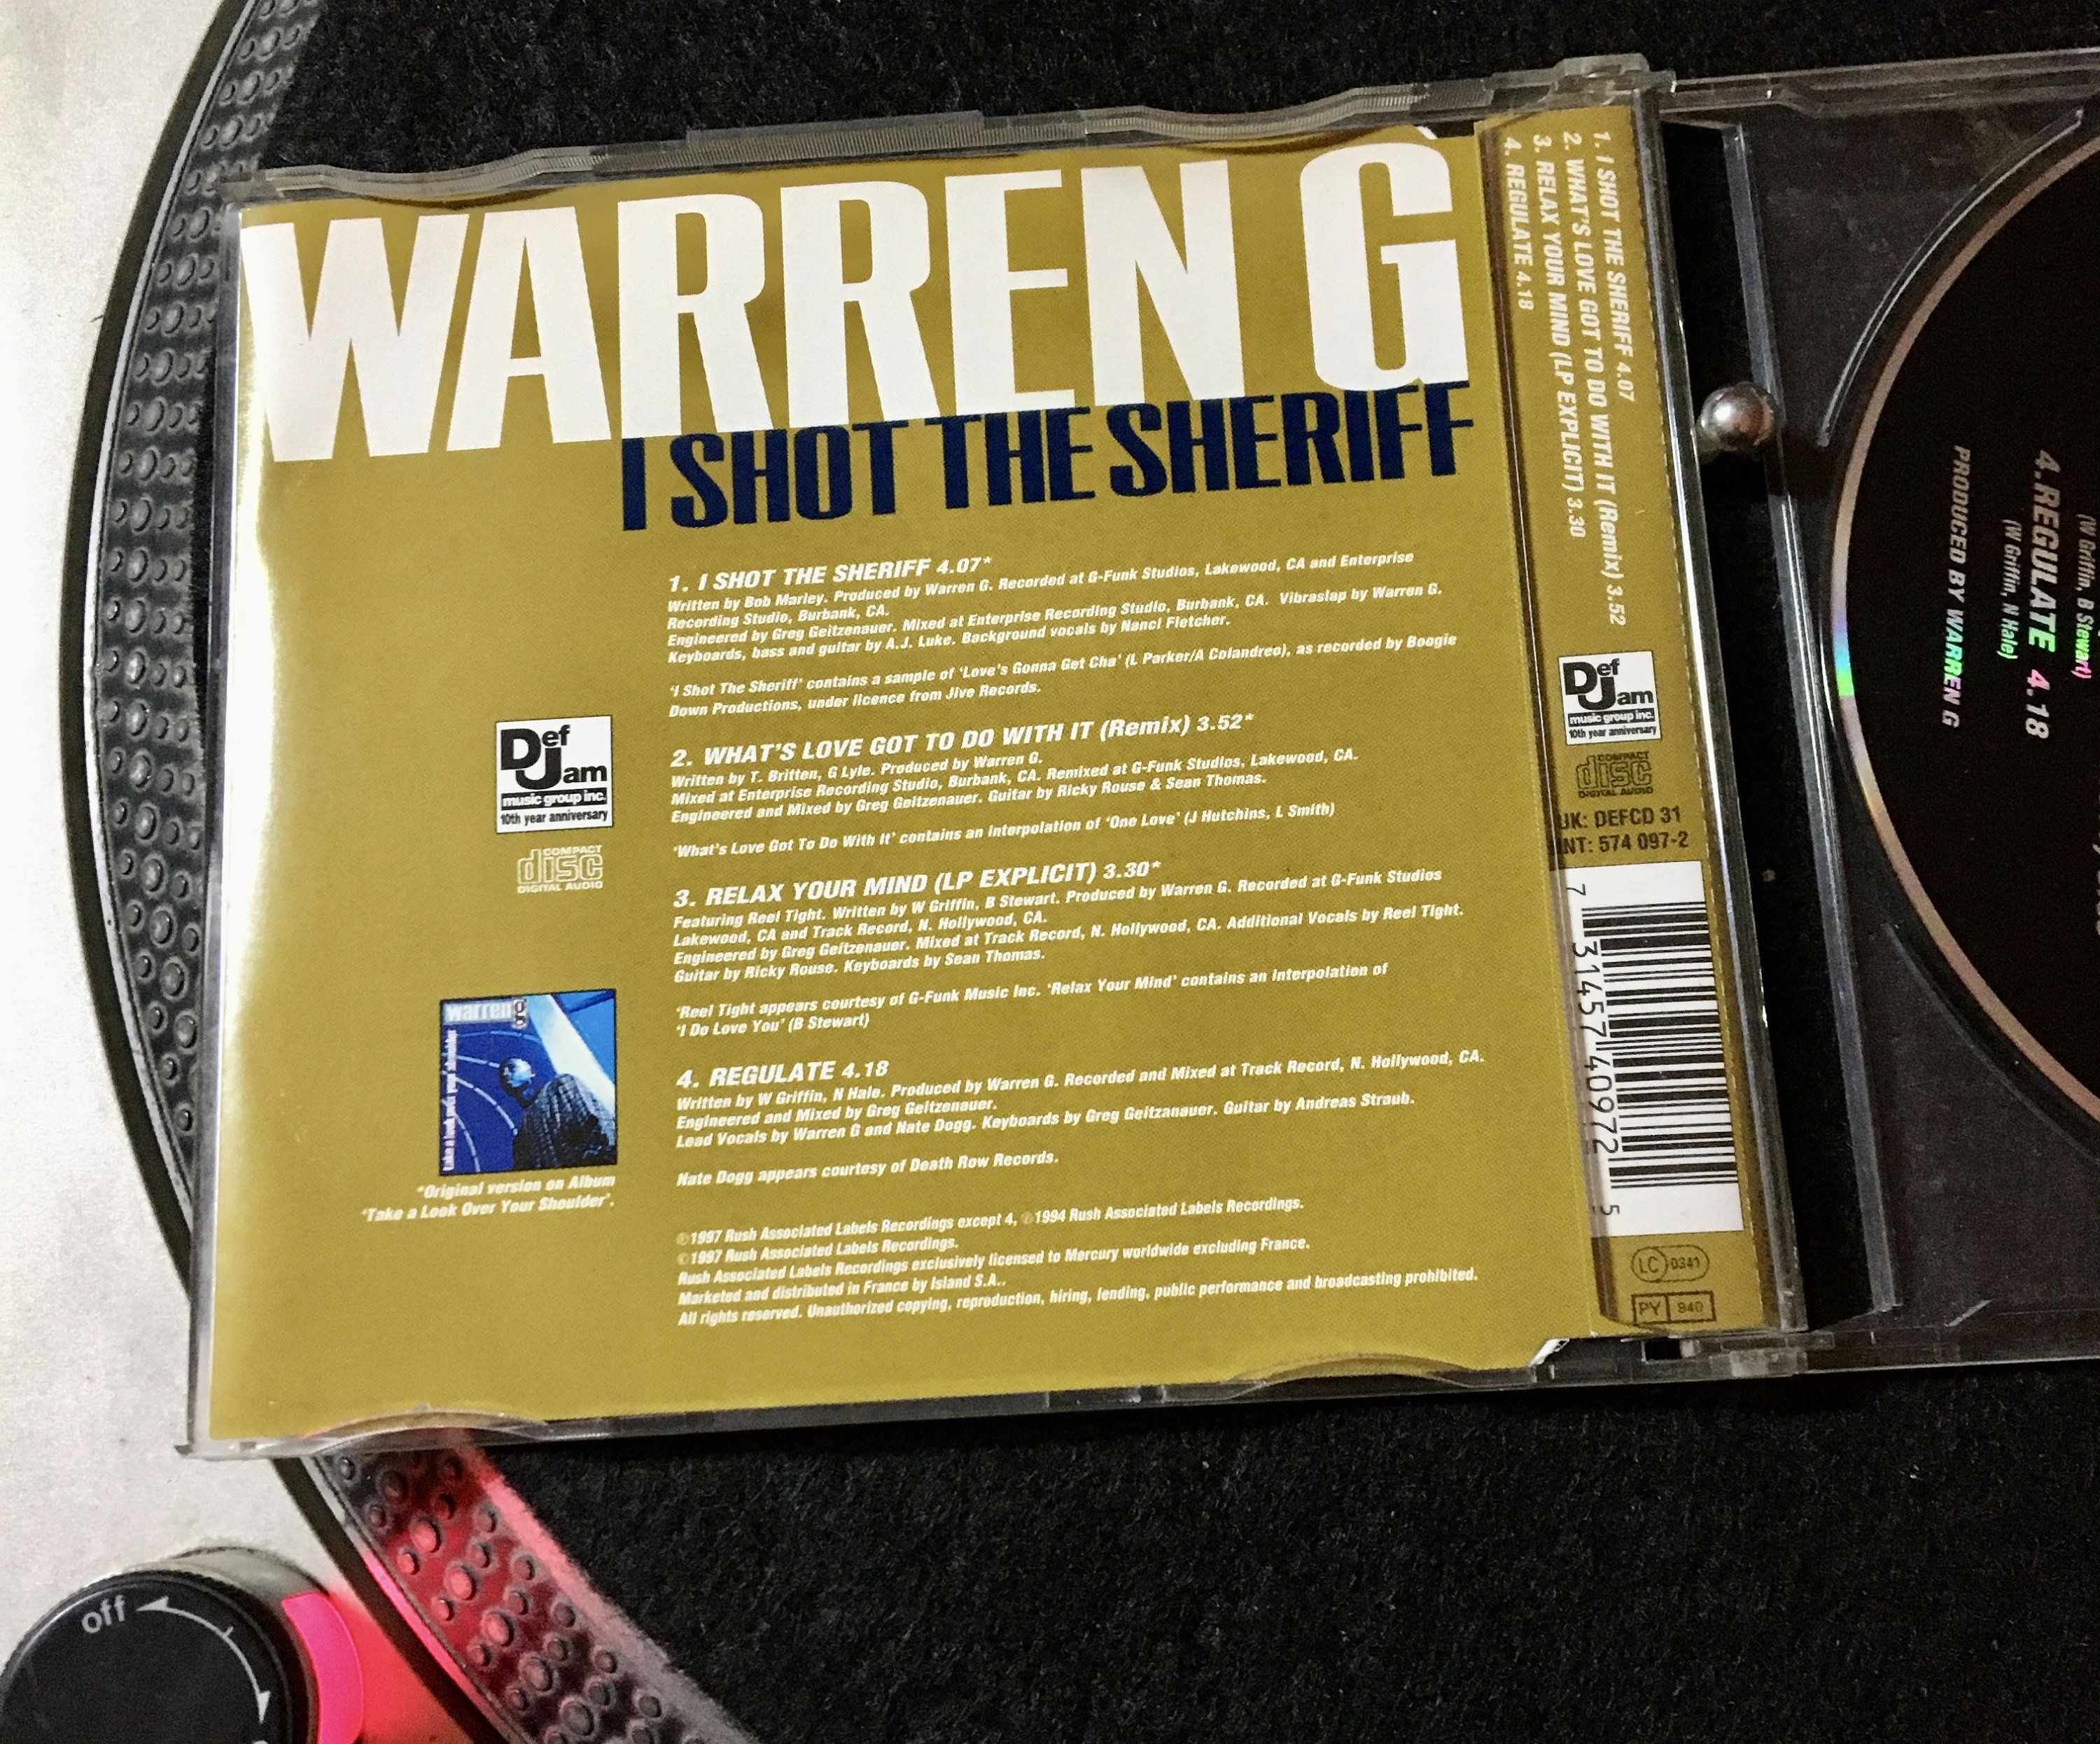 WARREN G
I SHOT THE SHERIFF
1. I SHOT THE SHERIFF 4.07*
Written by Bob Marley. Produced by Warren G. Recorded at G-Funk Studios, Lakewood, CA and Enterprise
Recording Studio, Burbank, CA.
Engineered by Greg Geitzenauer. Mixed at Enterprise Recording Studio, Burbank, CA. Vibraslap by Warren G.
Keyboards, bass and guitar by A.J. Luke. Background vocals by Nanci Fletcher.
'I Shot The Sheriff' contains a sample of 'Love's Gonna Get Cha' (L Parker/A Colandreo), as recorded by Boogie
Down Productions, under licence from Jive Records.
2. WHAT'S LOVE GOT TO DO WITH IT (Remix) 3.52*
Written by T. Britten, G Lyle. Produced by Warren G.
Mixed at Enterprise Recording Studio, Burbank, CA. Remixed at G-Funk Studios, Lakewood, CA.
Engineered and Mixed by Greg Geitzenauer. Guitar by Ricky Rouse & Sean Thomas.
'What's Love Got To Do With It' contains an interpolation of 'One Love' (J Hutchins, L Smith)
3. RELAX YOUR MIND (LP EXPLICIT) 3.30*
Featuring Reel Tight. Written by W Griffin, B Stewart. Produced by Warren G. Recorded at G-Funk Studios
Lakewood, CA and Track Record, N. Hollywood, CA.
Engineered by Greg Geitzenauer. Mixed at Track Record, N. Hollywood, CA. Additional Vocals by Reel Tight.
Guitar by Ricky Rouse. Keyboards by Sean Thomas.
'Reel Tight appears courtesy of G-Funk Music Inc. 'Relax Your Mind' contains an interpolation of
'I Do Love You' (B Stewart)
4. REGULATE 4.18
Written by W Griffin, N Hale. Produced by Warren G. Recorded and Mixed at Track Record, N. Hollywood, CA.
Engineered and Mixed by Greg Geitzenauer.
Lead Vocals by Warren G and Nate Dogg. Keyboards by Greg Geitzanauer. Guitar by Andreas Straub.
Nate Dogg appears courtesy of Death Row Records.
℗1997 Rush Associated Labels Recordings except 4, ℗1994 Rush Associated Labels Recordings.
©1997 Rush Associated Labels Recordings.
Rush Associated Labels Recordings exclusively licensed to Mercury worldwide excluding France.
Marketed and distributed in France by Island S.A..
All rights reserved. Unauthorized copying, reproduction, hiring, lending, public performance and broadcasting prohibited.
Def
Jam
music group inc.
10th year anniversary
COMPACT
disc
DIGITAL AUDIO
warren g
take a look over your shoulder
*Original version on Album
'Take a Look Over Your Shoulder'.
1. I SHOT THE SHERIFF 4.07
2. WHAT'S LOVE GOT TO DO WITH IT (Remix) 3.52
3. RELAX YOUR MIND (LP EXPLICIT) 3.30
4. REGULATE 4.18
Def
Jam
music group inc.
10th year anniversary
COMPACT
disc
DIGITAL AUDIO
UK: DEFCD 31
INT: 574 097-2
7 31457 40972 5
LC 0341
PY 940
(W Griffin, B Stewart)
4.REGULATE 4.18
(W Griffin, N Hale)
PRODUCED BY WARREN G
off